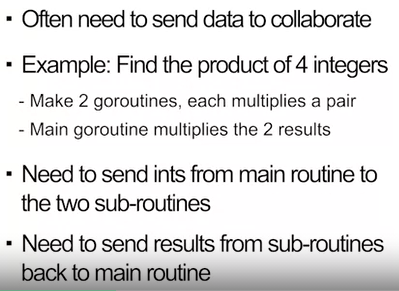 ▪ Often need to send data to collaborate
▪ Example: Find the product of 4 integers
- Make 2 goroutines, each multiplies a pair
- Main goroutine multiplies the 2 results
▪ Need to send ints from main routine to
the two sub-routines
▪ Need to send results from sub-routines
back to main routine